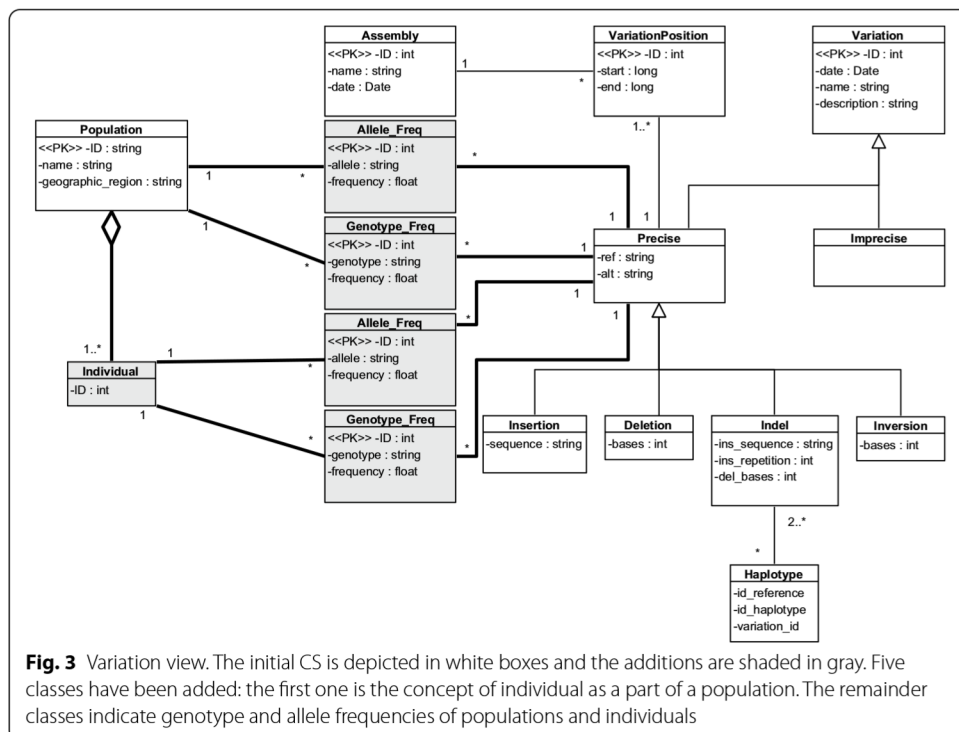 Assembly
<<PK>> -ID : int
-name : string
-date : Date
VariationPosition
<<PK>> -ID : int
-start : long
-end : long
Variation
<<PK>> -ID : int
-date : Date
-name : string
-description : string
1
*
Population
<<PK>> -ID : string
-name : string
-geographic_region : string
Allele_Freq
<<PK>> -ID : int
-allele : string
-frequency : float
1
*
*
1..*
1
1
Genotype_Freq
<<PK>> -ID : int
-genotype : string
-frequency : float
1
*
*
1
Precise
-ref : string
-alt : string
Imprecise
Allele_Freq
<<PK>> -ID : int
-allele : string
-frequency : float
*
1
1
1..*
1
*
Individual
-ID : int
1
*
Genotype_Freq
<<PK>> -ID : int
-genotype : string
-frequency : float
*
Insertion
-sequence : string
Deletion
-bases : int
Indel
-ins_sequence : string
-ins_repetition : int
-del_bases : int
Inversion
-bases : int
2..*
*
Haplotype
-id_reference
-id_haplotype
-variation_id
Fig. 3 Variation view. The initial CS is depicted in white boxes and the additions are shaded in gray. Five
classes have been added: the first one is the concept of individual as a part of a population. The remainder
classes indicate genotype and allele frequencies of populations and individuals